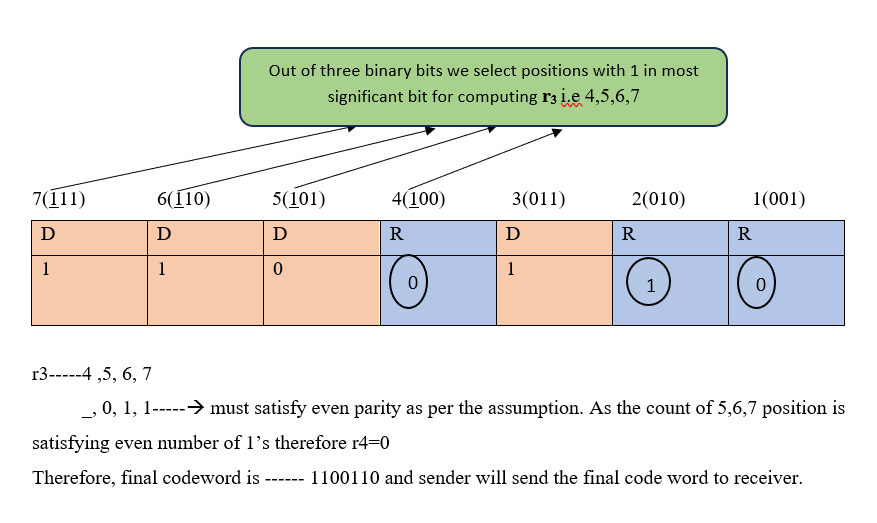 Out of three binary bits we select positions with 1 in most
significant bit for computing r3 i.e 4,5,6,7
7(111) 6(110) 5(101) 4(100) 3(011) 2(010) 1(001)
D D D R D R R
1 1 0 0 1 1 0
r3-----4 ,5, 6, 7
_, 0, 1, 1-----→ must satisfy even parity as per the assumption. As the count of 5,6,7 position is
satisfying even number of 1’s therefore r4=0
Therefore, final codeword is ------ 1100110 and sender will send the final code word to receiver.